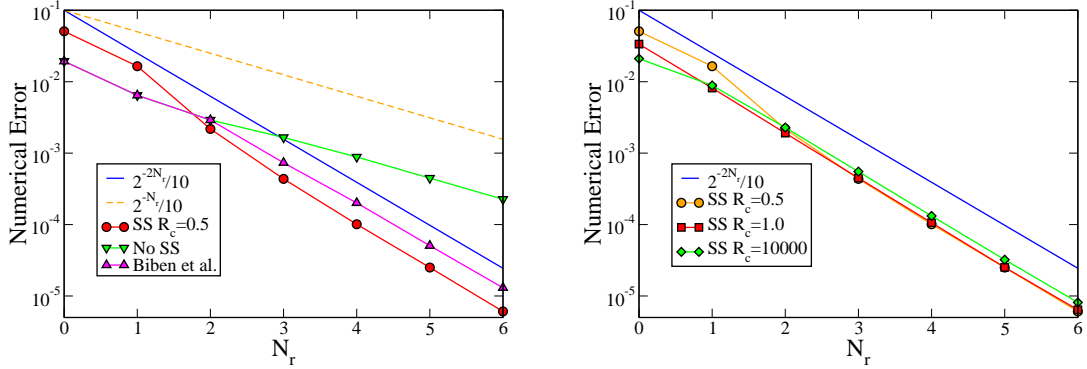 10^-1
10^-2
10^-3
10^-4
10^-5
Numerical Error
2^-2N_r/10
2^-N_r/10
SS R_c=0.5
No SS
Biben et al.
0 1 2 3 4 5 6
N_r
10^-1
10^-2
10^-3
10^-4
10^-5
Numerical Error
2^-2N_r/10
SS R_c=0.5
SS R_c=1.0
SS R_c=10000
0 1 2 3 4 5 6
N_r